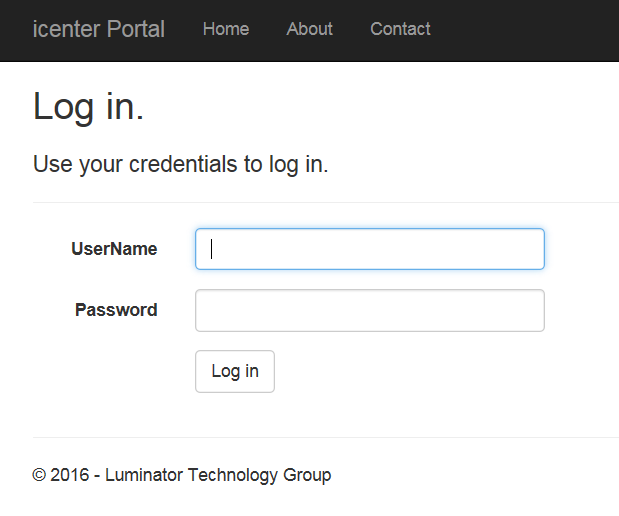 icenter Portal Home About Contact
Log in.
Use your credentials to log in.
UserName
Password
Log in
© 2016 - Luminator Technology Group